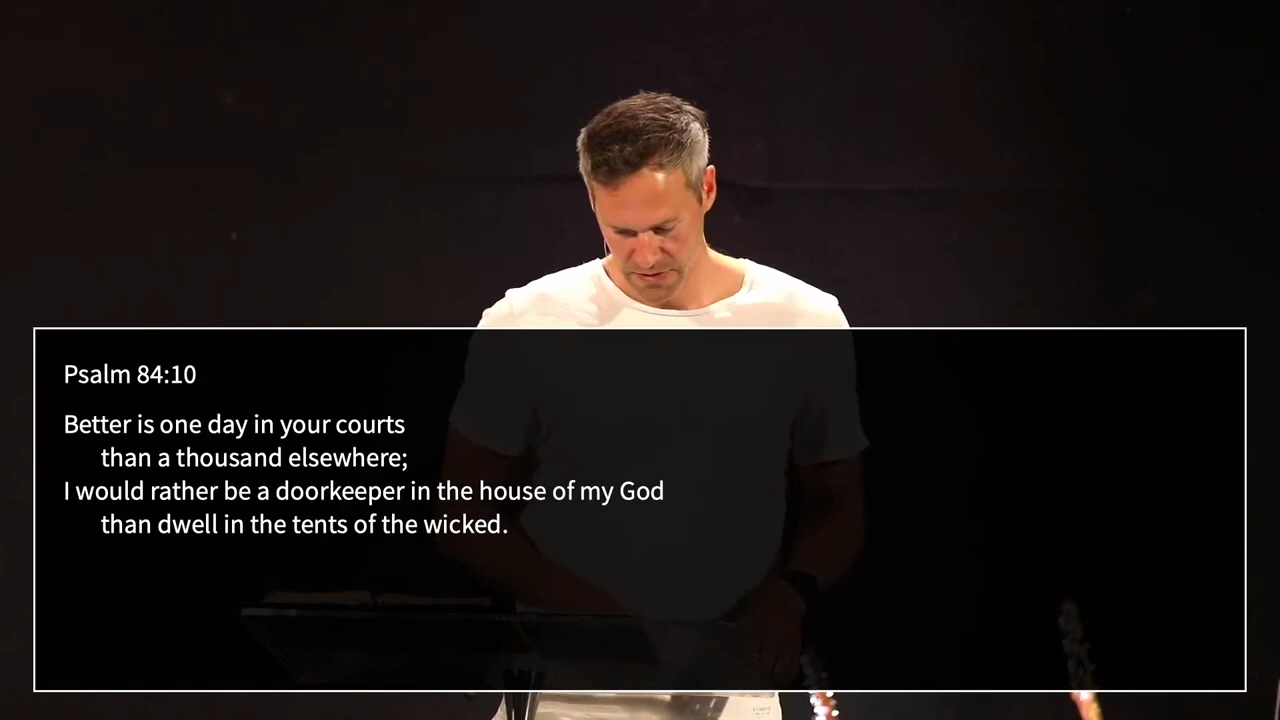 Psalm 84:10
Better is one day in your courts
than a thousand elsewhere;
I would rather be a doorkeeper in the house of my God
than dwell in the tents of the wicked.